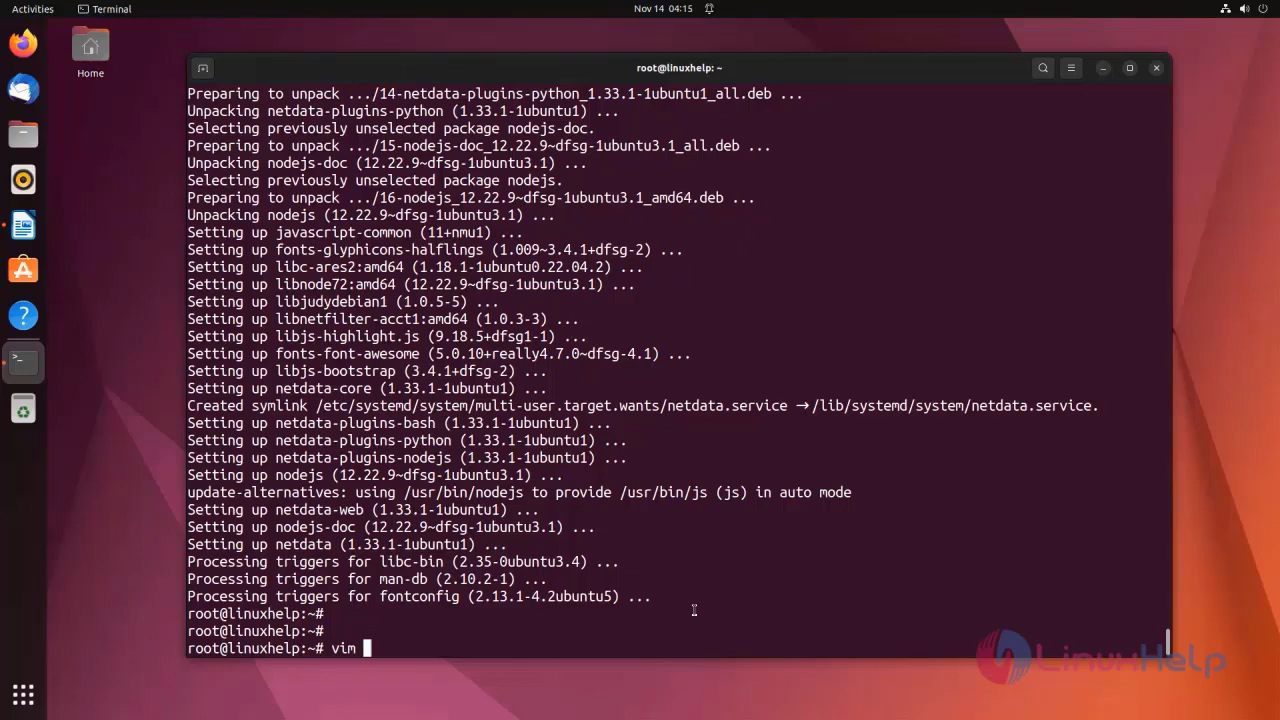 Activities
Terminal
Nov 14 04:15
Home
root@linuxhelp: ~
Preparing to unpack .../14-netdata-plugins-python_1.33.1-1ubuntu1_all.deb ...
Unpacking netdata-plugins-python (1.33.1-1ubuntu1) ...
Selecting previously unselected package nodejs-doc.
Preparing to unpack .../15-nodejs-doc_12.22.9~dfsg-1ubuntu3.1_all.deb ...
Unpacking nodejs-doc (12.22.9~dfsg-1ubuntu3.1) ...
Selecting previously unselected package nodejs.
Preparing to unpack .../16-nodejs_12.22.9~dfsg-1ubuntu3.1_amd64.deb ...
Unpacking nodejs (12.22.9~dfsg-1ubuntu3.1) ...
Setting up javascript-common (11+nmu1) ...
Setting up fonts-glyphicons-halflings (1.009~3.4.1+dfsg-2) ...
Setting up libc-ares2:amd64 (1.18.1-1ubuntu0.22.04.2) ...
Setting up libnode72:amd64 (12.22.9~dfsg-1ubuntu3.1) ...
Setting up libjudydebian1 (1.0.5-5) ...
Setting up libnetfilter-acct1:amd64 (1.0.3-3) ...
Setting up libjs-highlight.js (9.18.5+dfsg1-1) ...
Setting up fonts-font-awesome (5.0.10+really4.7.0~dfsg-4.1) ...
Setting up libjs-bootstrap (3.4.1+dfsg-2) ...
Setting up netdata-core (1.33.1-1ubuntu1) ...
Created symlink /etc/systemd/system/multi-user.target.wants/netdata.service → /lib/systemd/system/netdata.service.
Setting up netdata-plugins-bash (1.33.1-1ubuntu1) ...
Setting up netdata-plugins-python (1.33.1-1ubuntu1) ...
Setting up netdata-plugins-nodejs (1.33.1-1ubuntu1) ...
Setting up nodejs (12.22.9~dfsg-1ubuntu3.1) ...
update-alternatives: using /usr/bin/nodejs to provide /usr/bin/js (js) in auto mode
Setting up netdata-web (1.33.1-1ubuntu1) ...
Setting up nodejs-doc (12.22.9~dfsg-1ubuntu3.1) ...
Setting up netdata (1.33.1-1ubuntu1) ...
Processing triggers for libc-bin (2.35-0ubuntu3.4) ...
Processing triggers for man-db (2.10.2-1) ...
Processing triggers for fontconfig (2.13.1-4.2ubuntu5) ...
root@linuxhelp:~#
root@linuxhelp:~#
root@linuxhelp:~# vim
LinuxHelp